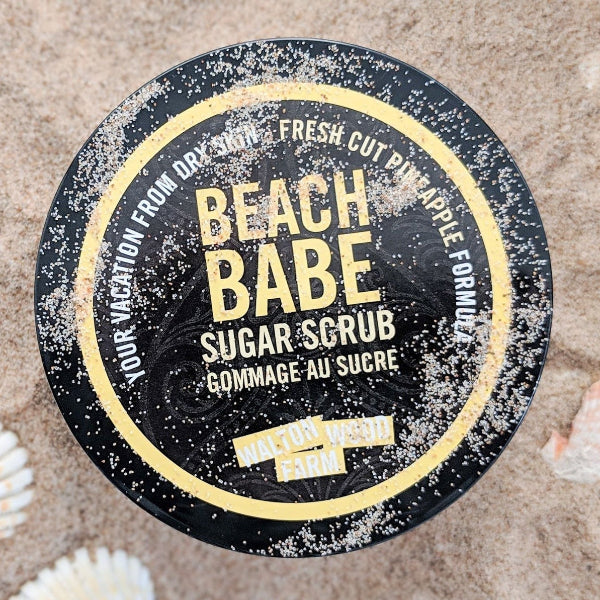 YOUR VACATION FROM DRY SKIN
FRESH CUT PINEAPPLE FORMULA
BEACH
BABE
SUGAR SCRUB
GOMMAGE AU SUCRE
WALTON WOOD
FARM